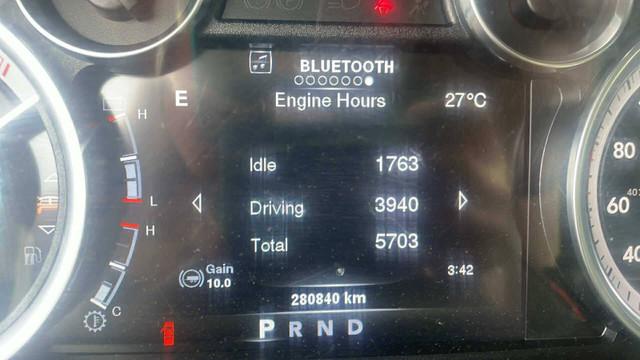 BLUETOOTH
E
Engine Hours
27°C
H
Idle 1763
L
Driving 3940
H
Total 5703
Gain
10.0
3:42
C
280840 km
P R N D
80
60
40